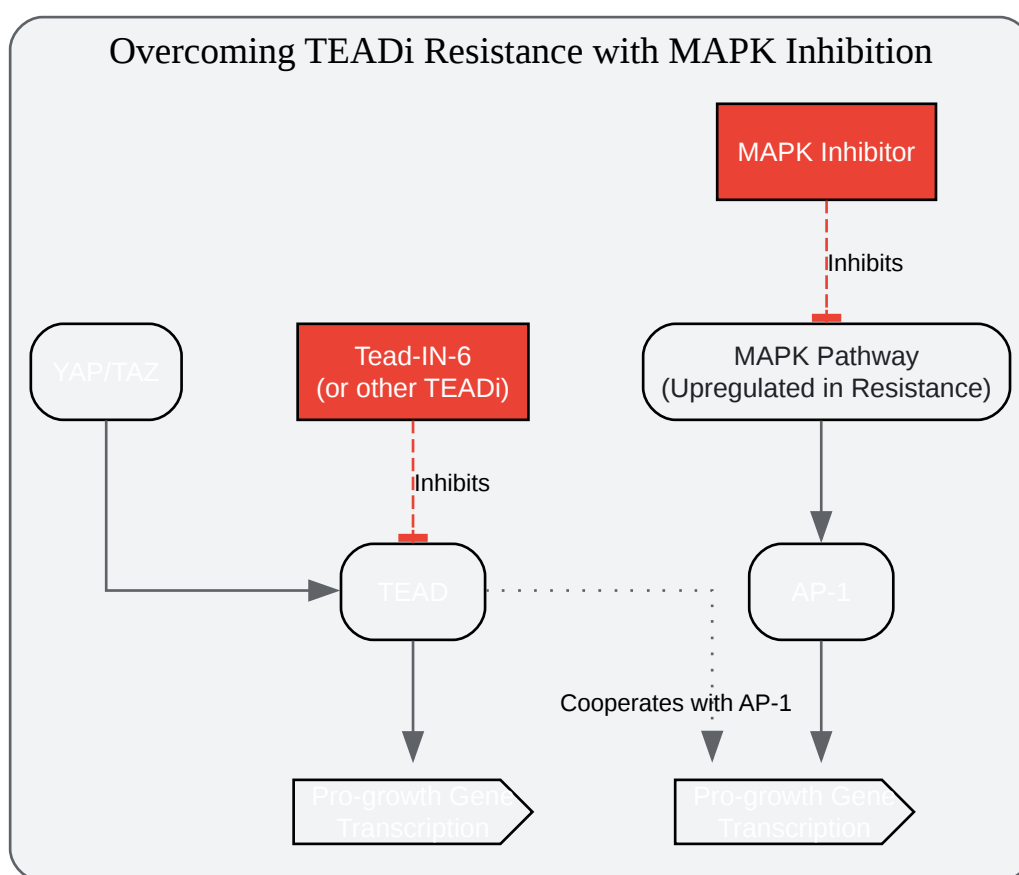 Overcoming TEADi Resistance with MAPK Inhibition
MAPK Inhibitor
Inhibits
YAP/TAZ
Tead-IN-6
(or other TEADi)
MAPK Pathway
(Upregulated in Resistance)
Inhibits
TEAD
AP-1
Cooperates with AP-1
Pro-growth Gene
Transcription
Pro-growth Gene
Transcription